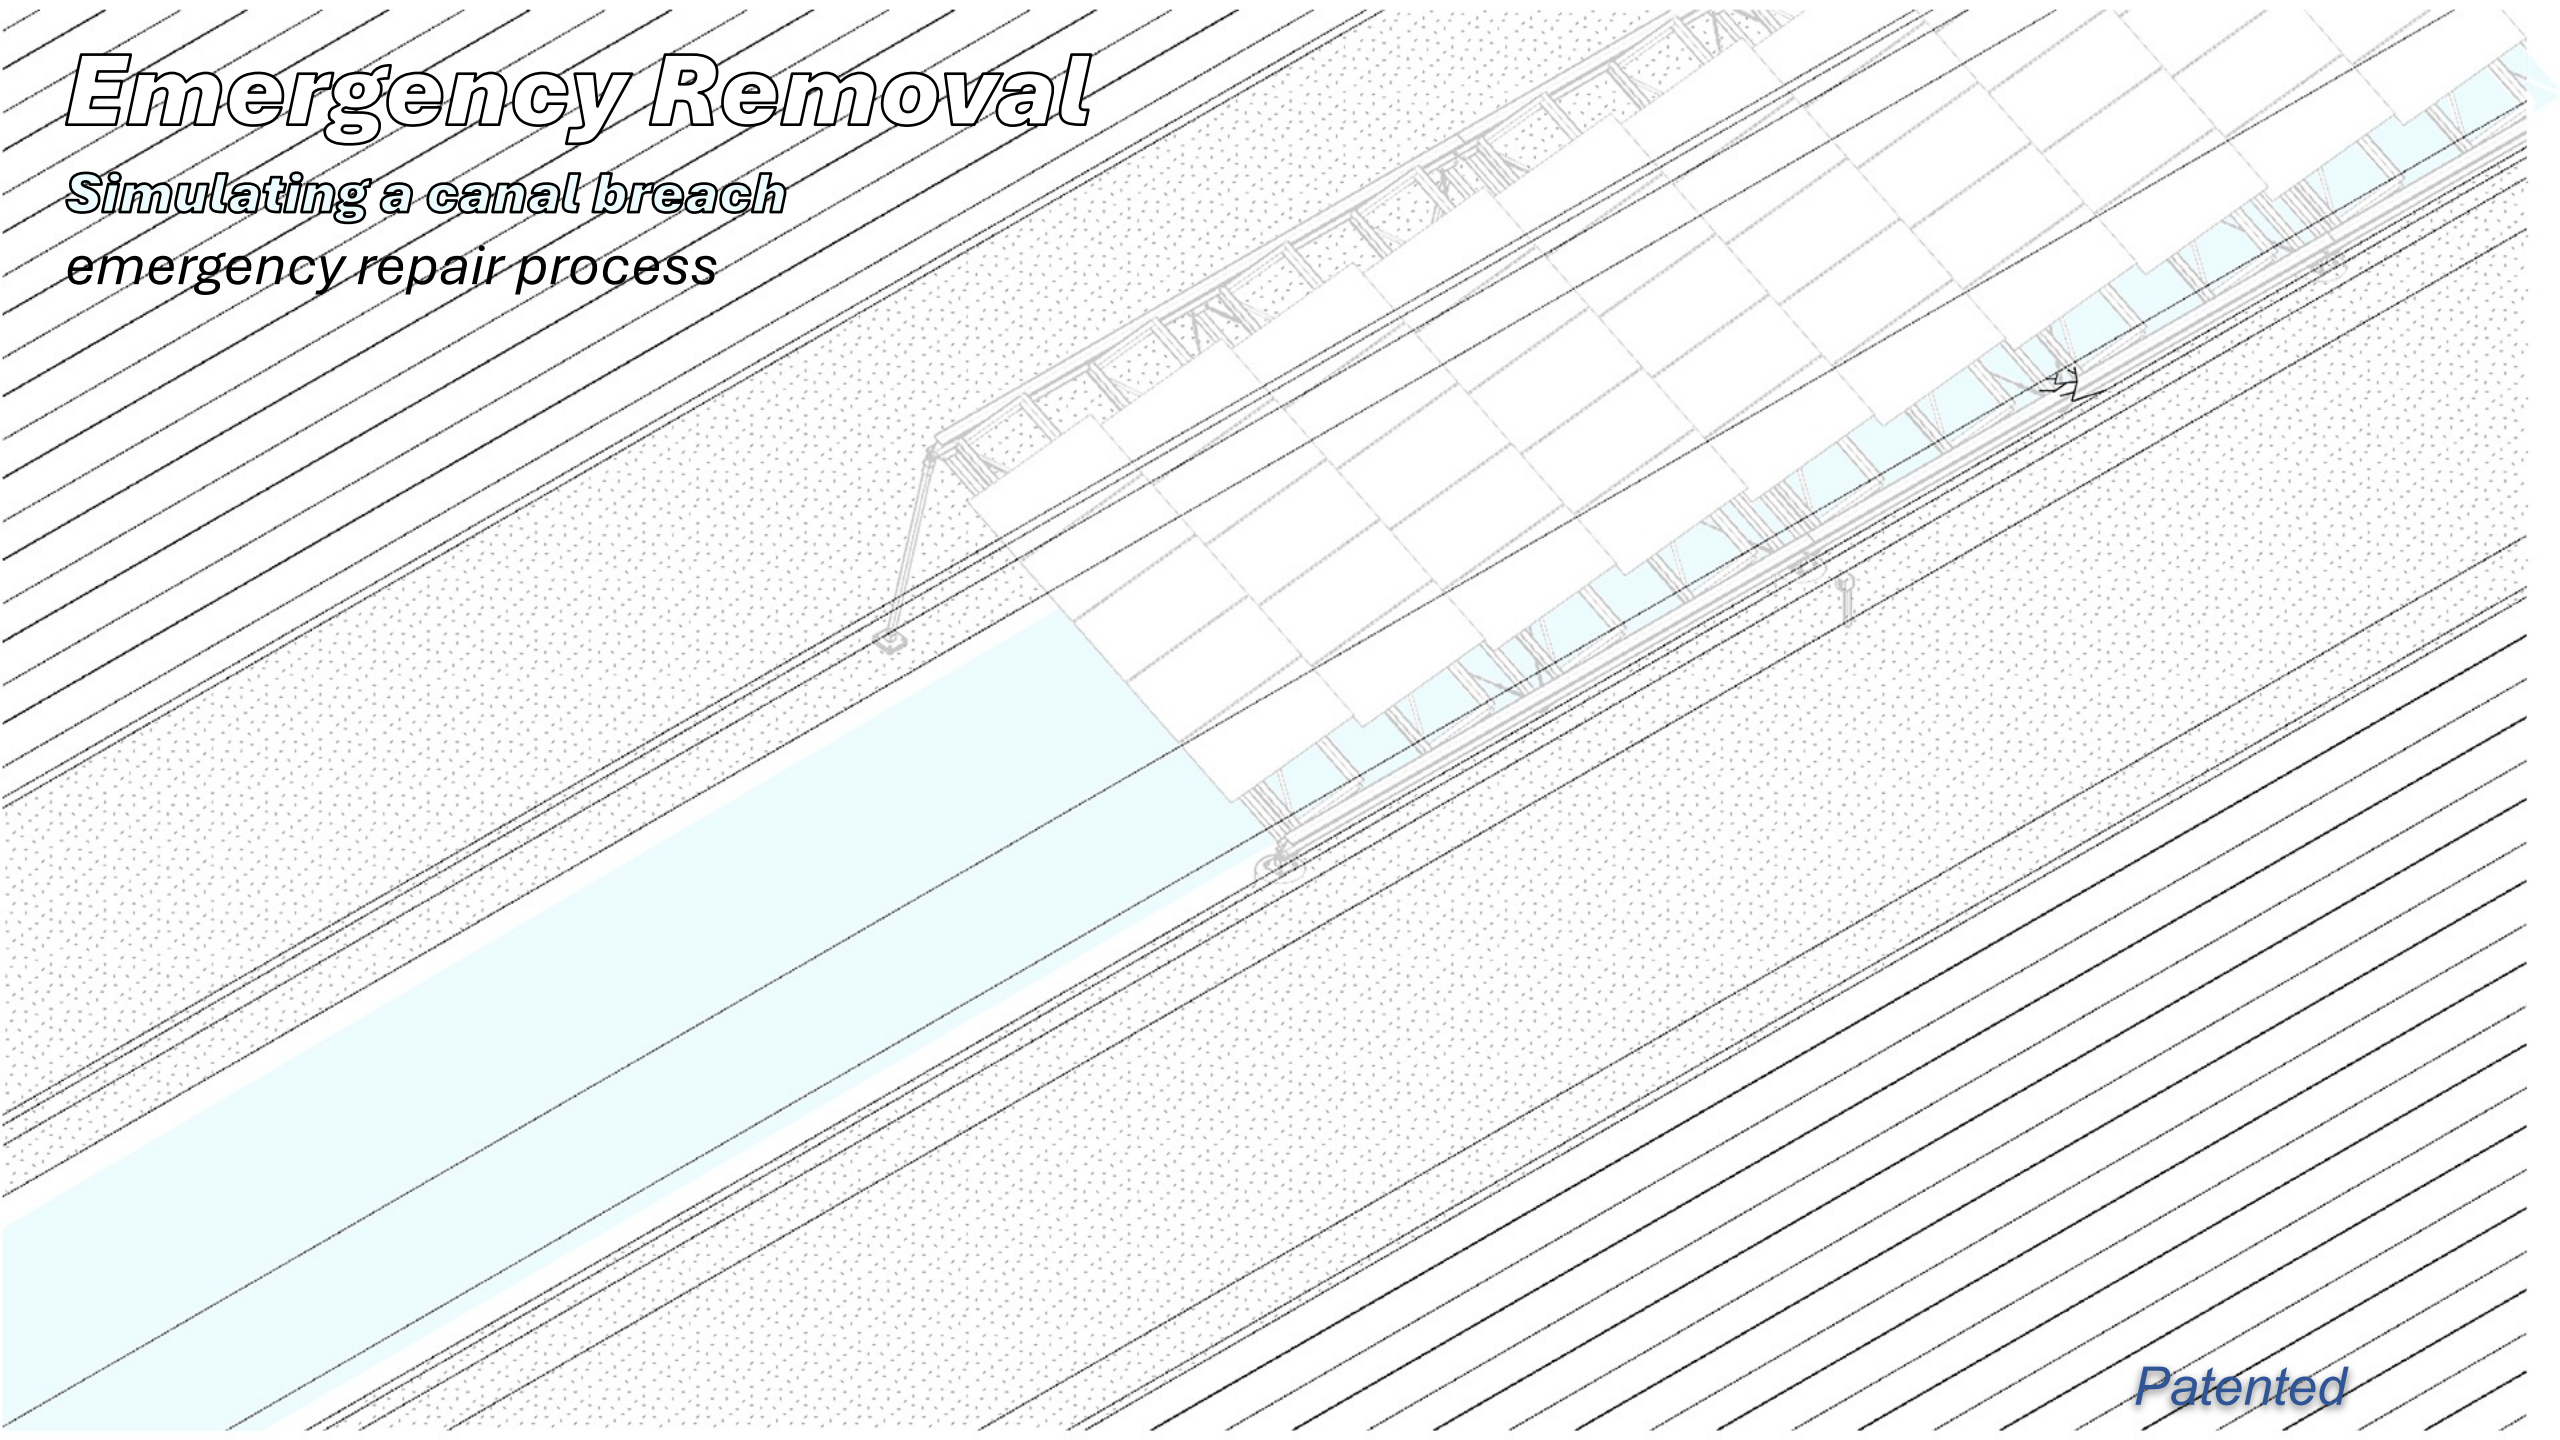 Emergency Removal
Simulating a canal breach
emergency repair process
Patented